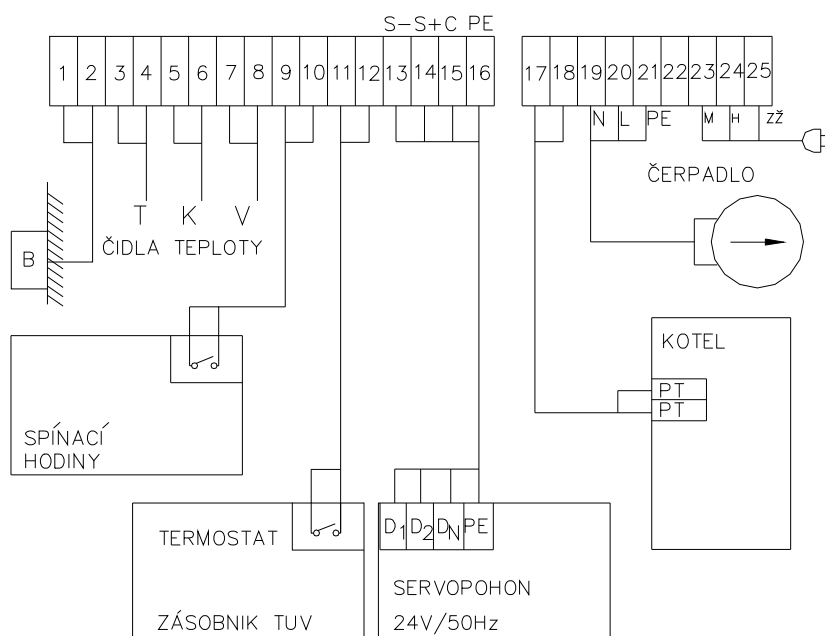 S-S+C PE
1 2 3 4 5 6 7 8 9 10 11 12 13 14 15 16 17 18 19 20 21 22 23 24 25
N L PE M H ZŽ
ČERPADLO
T K V
ČIDLA TEPLOTY
B
KOTEL
PT
PT
SPÍNACÍ
HODINY
D1 D2 DN PE
TERMOSTAT
ZÁSOBNIK TUV
SERVOPOHON
24V/50Hz